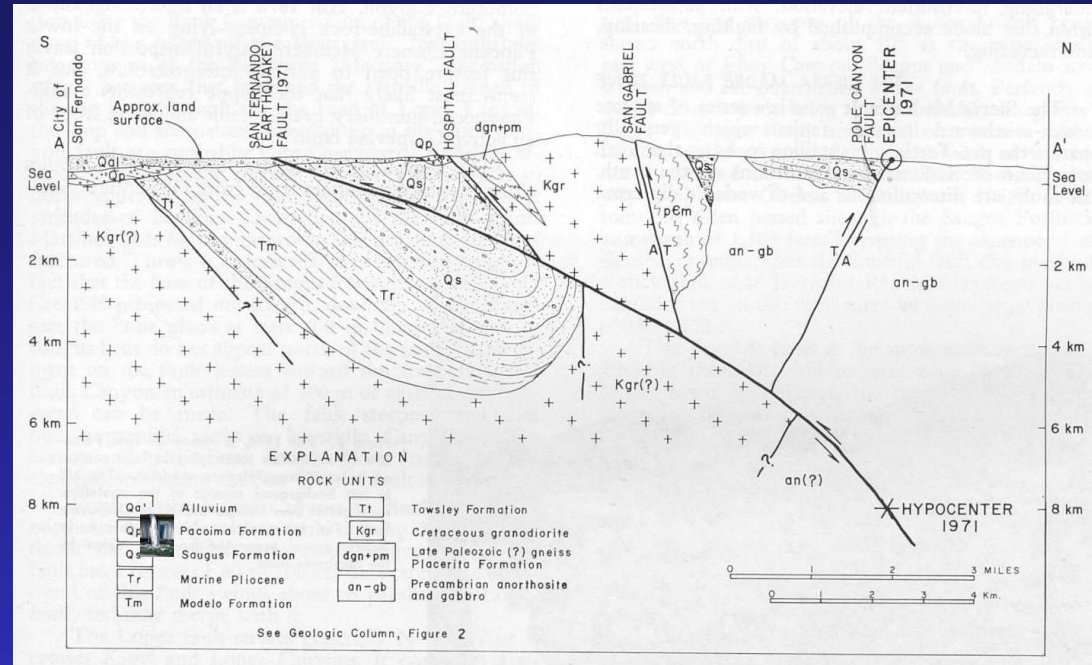 S
A
City of
San Fernando
Approx. land
surface
SAN FERNANDO
(EARTHQUAKE)
FAULT 1971
HOSPITAL FAULT
SAN GABRIEL
FAULT
POLE CANYON
FAULT
EPICENTER
1971
N
A'
Sea
Level
2 km
4 km
6 km
8 km
Sea
Level
2 km
4 km
6 km
8 km
Qal
Qp
Tt
Kgr(?)
Tm
Tr
Qs
Qs
Qp
dgn+pm
Kgr
T
p€m
Qs
an-gb
Qs
A
an-gb
?
?
?
Kgr(?)
an(?)
HYPOCENTER
1971
EXPLANATION
ROCK UNITS
Qal Alluvium
Qp Pacoima Formation
Qs Saugus Formation
Tr Marine Pliocene
Tm Modelo Formation
Tt Towsley Formation
Kgr Cretaceous granodiorite
dgn+pm Late Paleozoic (?) gneiss
Placerita Formation
an-gb Precambrian anorthosite
and gabbro
0 1 2 3 MILES
0 1 2 3 4 Km.
See Geologic Column, Figure 2